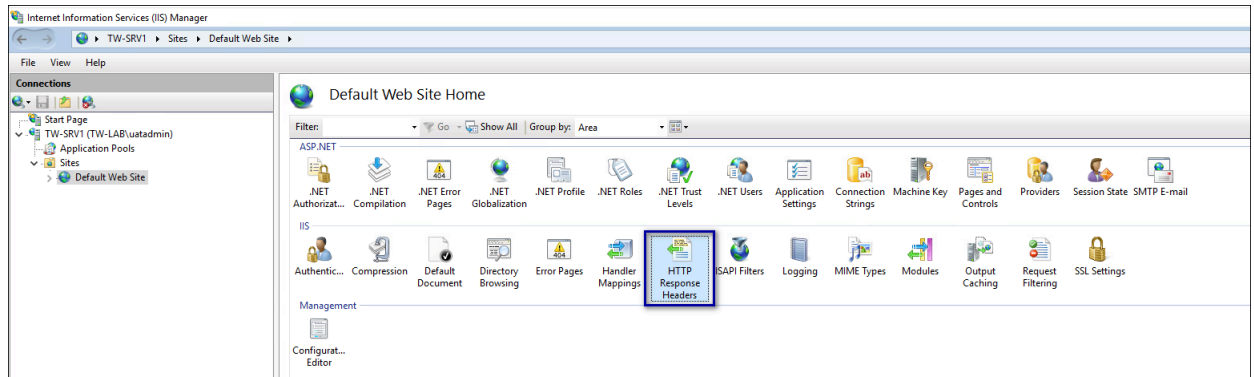 Internet Information Services (IIS) Manager
TW-SRV1 Sites Default Web Site
File View Help
Connections
Start Page
TW-SRV1 (TW-LAB\uatadmin)
Application Pools
Sites
Default Web Site
Default Web Site Home
Filter: Go Show All Group by: Area
ASP.NET
.NET Authorizat...
.NET Compilation
.NET Error Pages
.NET Globalization
.NET Profile
.NET Roles
.NET Trust Levels
.NET Users
Application Settings
Connection Strings
Machine Key
Pages and Controls
Providers
Session State
SMTP E-mail
IIS
Authentic...
Compression
Default Document
Directory Browsing
Error Pages
Handler Mappings
HTTP Response Headers
ISAPI Filters
Logging
MIME Types
Modules
Output Caching
Request Filtering
SSL Settings
Management
Configurat... Editor